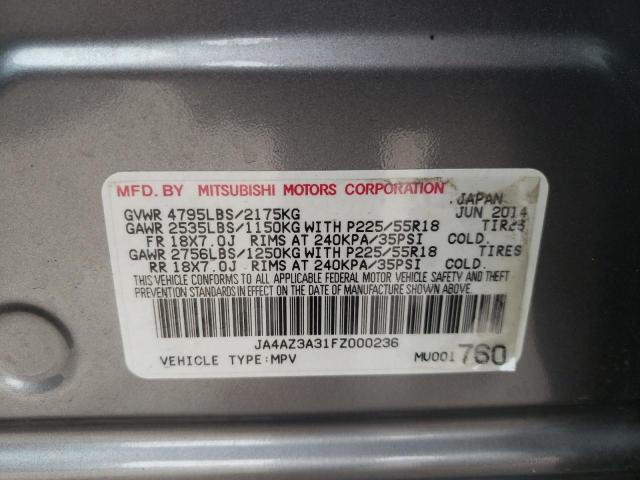 MFD. BY MITSUBISHI MOTORS CORPORATION
JAPAN
GVWR 4795LBS/2175KG JUN 2014
GAWR 2535LBS/1150KG WITH P225/55R18 TIRES
FR 18X7.0J RIMS AT 240KPA/35PSI COLD.
GAWR 2756LBS/1250KG WITH P225/55R18 TIRES
RR 18X7.0J RIMS AT 240KPA/35PSI COLD.
THIS VEHICLE CONFORMS TO ALL APPLICABLE FEDERAL MOTOR VEHICLE SAFETY AND THEFT
PREVENTION STANDARDS IN EFFECT ON THE DATE OF MANUFACTURE SHOWN ABOVE.
JA4AZ3A31FZ000236
VEHICLE TYPE:MPV MU001760